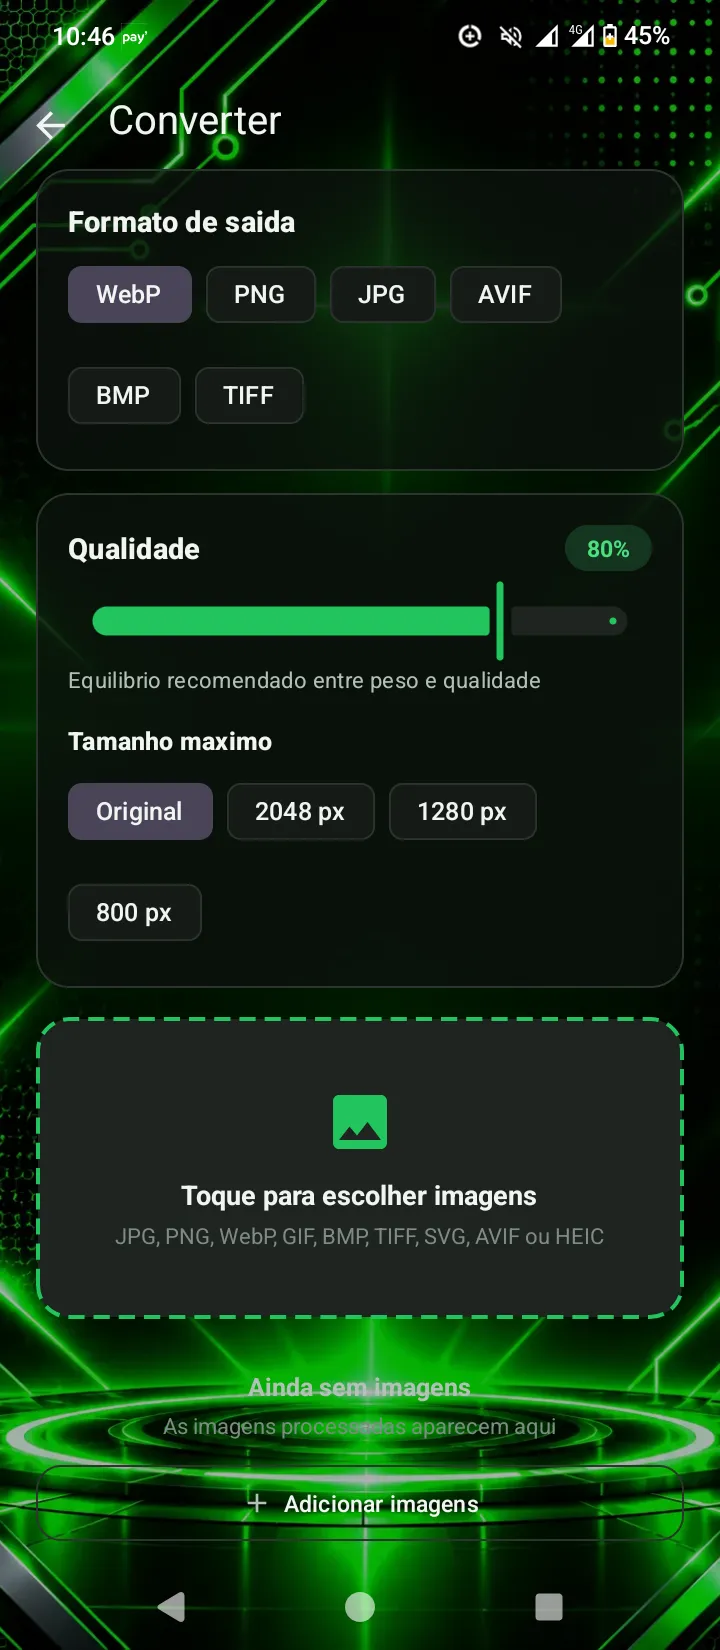 10:46 pay'
4G 45%
Converter
Formato de saida
WebP PNG JPG AVIF
BMP TIFF
Qualidade 80%
Equilibrio recomendado entre peso e qualidade
Tamanho maximo
Original 2048 px 1280 px
800 px
Toque para escolher imagens
JPG, PNG, WebP, GIF, BMP, TIFF, SVG, AVIF ou HEIC
Ainda sem imagens
As imagens processadas aparecem aqui
+ Adicionar imagens